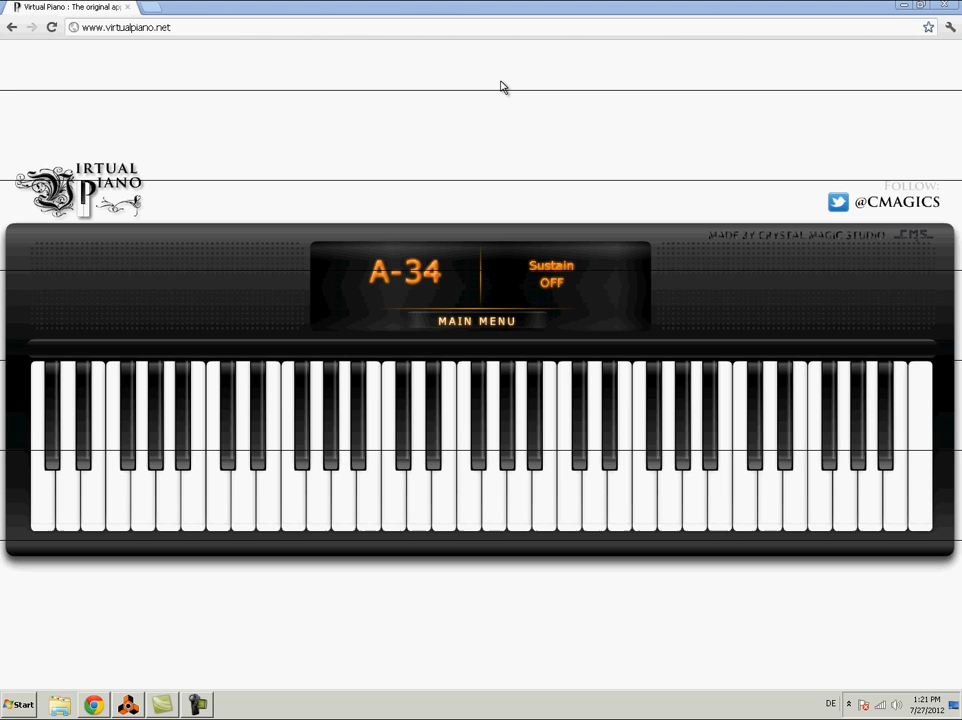 Virtual Piano : The original ap
www.virtualpiano.net
VIRTUAL
PIANO
FOLLOW:
@CMAGICS
MADE BY CRYSTAL MAGIC STUDIO CMS
A-34
Sustain
OFF
MAIN MENU
Start
DE
1:21 PM
7/27/2012